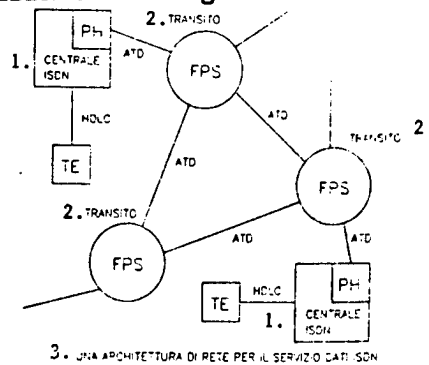 2. TRANSITO
PH
1. CENTRALE
ISDN
ATD
FPS
HDLC
ATD
2
TRANSITO
TE
ATD
FPS
2. TRANSITO
ATD
ATD
FPS
PH
TE
HDLC
1. CENTRALE
ISDN
3. UNA ARCHITETTURA DI RETE PER IL SERVIZIO DATI ISDN